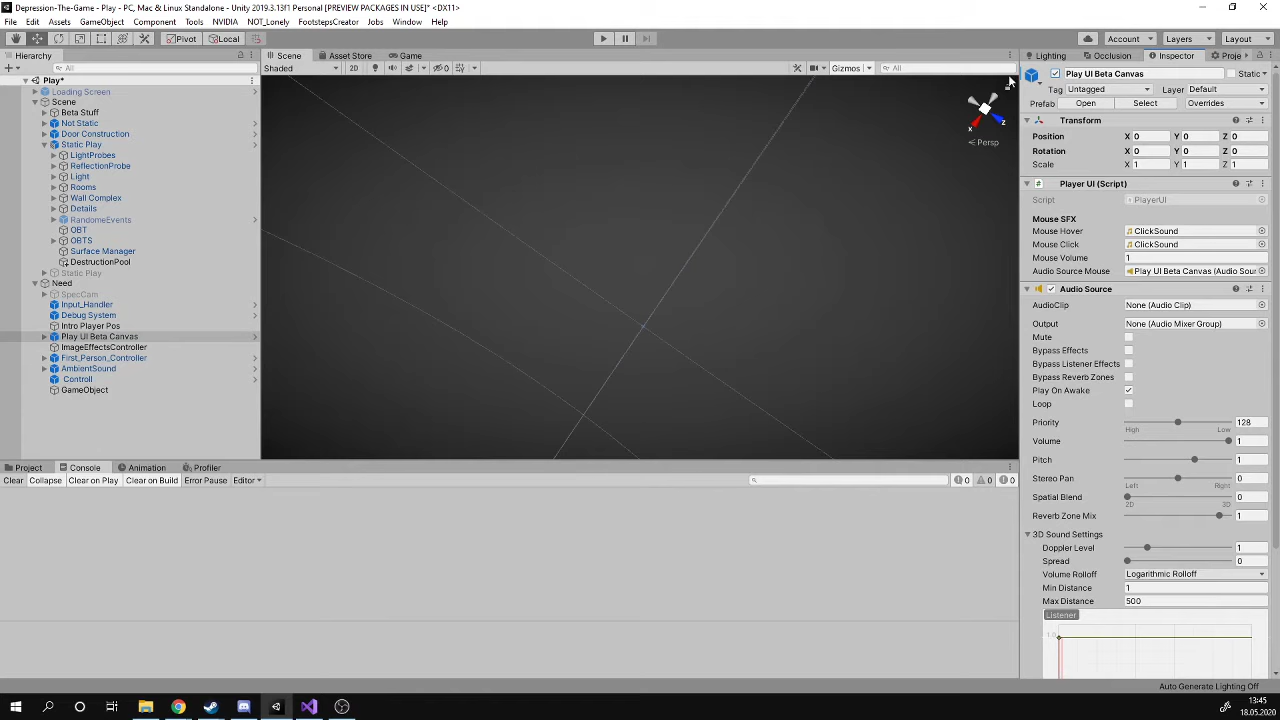 Depression-The-Game - Play - PC, Mac & Linux Standalone - Unity 2019.3.13f1 Personal [PREVIEW PACKAGES IN USE]* <DX11>
File Edit Assets GameObject Component Tools NVIDIA NOT_Lonely FootstepsCreator Jobs Window Help
Pivot Local Account Layers Layout
Hierarchy Scene Asset Store Game Lighting Occlusion Inspector Proje
All Shaded 2D 0 Gizmos All Play UI Beta Canvas Static
Play*
Tag Untagged Layer Default
Loading Screen
Scene
Prefab Open Select Overrides
Beta Stuff
Not Static
Transform
Door Construction
Position X 0 Y 0 Z 0
Static Play
x z
Persp
Rotation X 0 Y 0 Z 0
LightProbes
Scale X 1 Y 1 Z 1
ReflectionProbe
Light
Player UI (Script)
Rooms
Wall Complex
Script PlayerUI
Details
RandomeEvents
Mouse SFX
OBT
Mouse Hover ClickSound
OBTS
Mouse Click ClickSound
Surface Manager
Mouse Volume 1
DestructionPool
Audio Source Mouse Play UI Beta Canvas (Audio Sour
Static Play
Need
Audio Source
SpecCam
Input_Handler
AudioClip None (Audio Clip)
Debug System
Output None (Audio Mixer Group)
Intro Player Pos
Play UI Beta Canvas
Mute
ImageEffectsController
Bypass Effects
First_Person_Controller
Bypass Listener Effects
AmbientSound
Bypass Reverb Zones
Controll
Play On Awake
GameObject
Loop
Priority 128
High Low
Volume 1
Pitch 1
Project Console Animation Profiler
Clear Collapse Clear on Play Clear on Build Error Pause Editor 0 0 0
Stereo Pan 0
Left Right
Spatial Blend 0
2D 3D
Reverb Zone Mix 1
3D Sound Settings
Doppler Level 1
Spread 0
Volume Rolloff Logarithmic Rolloff
Min Distance 1
Max Distance 500
Listener
1.0
Auto Generate Lighting Off
13:45
18.05.2020